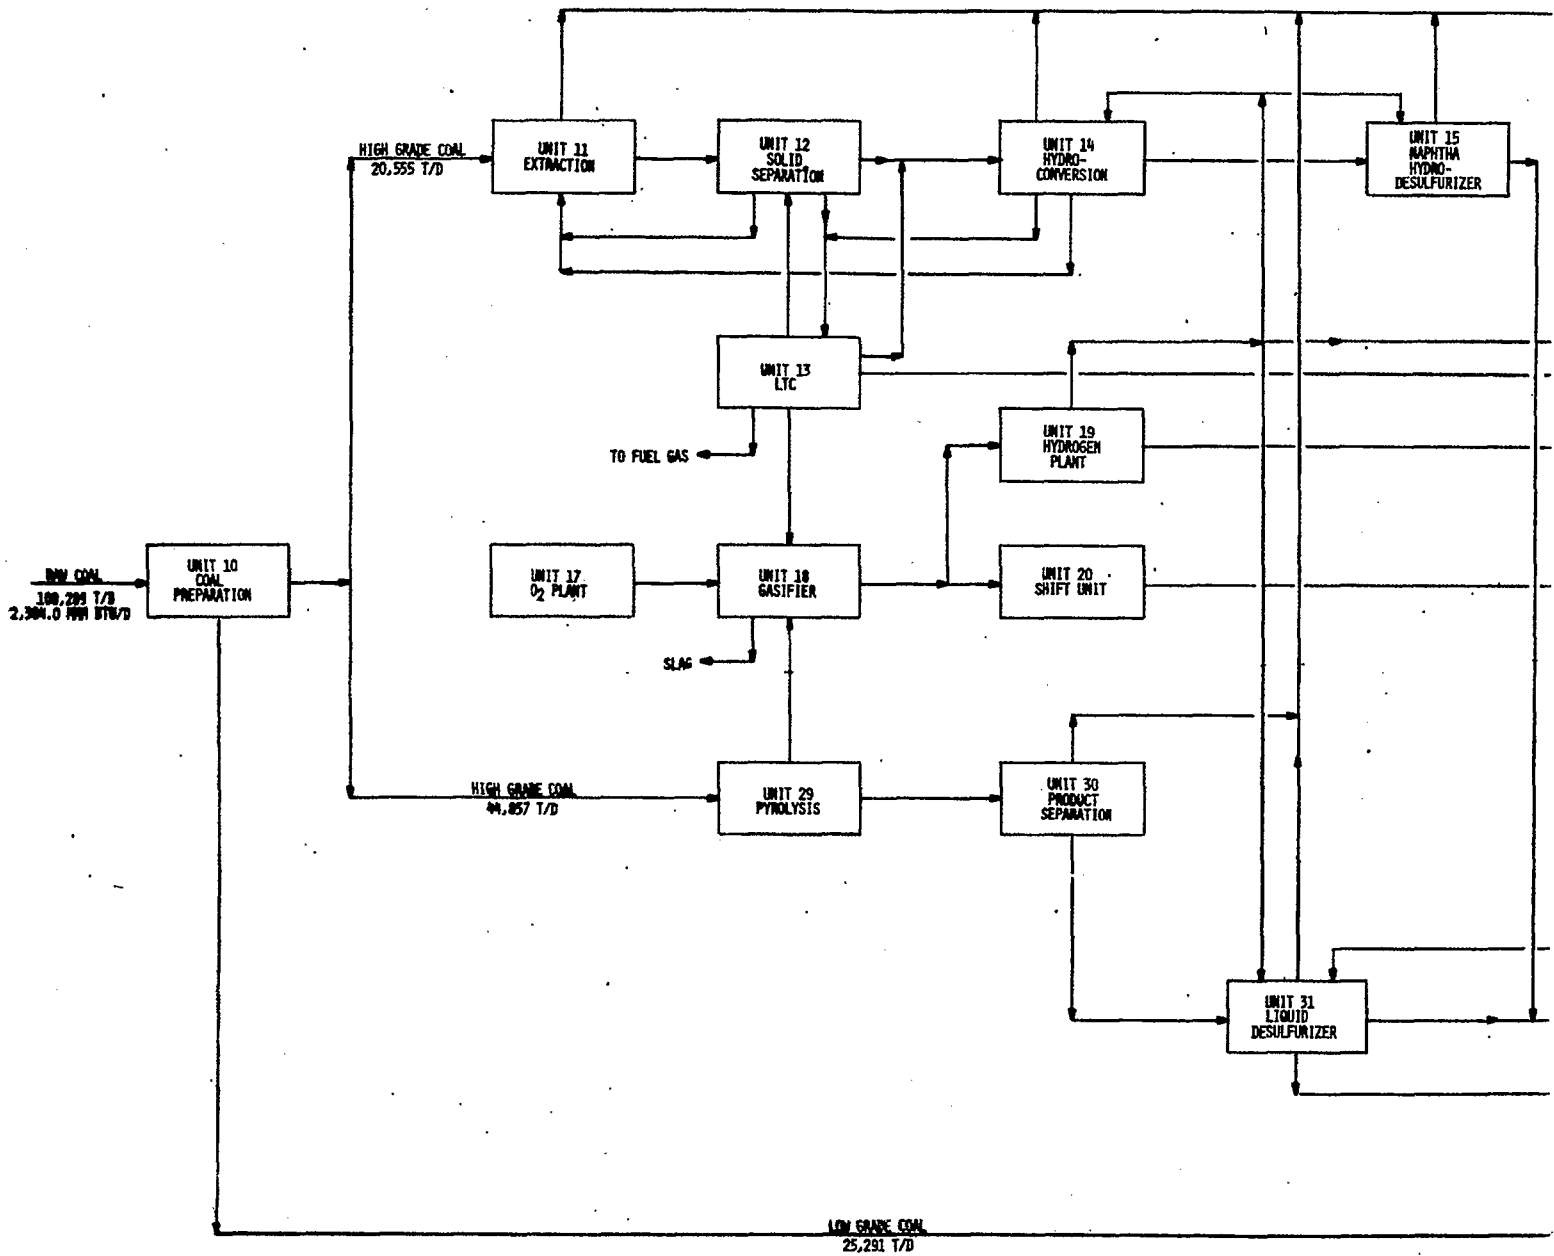 HIGH GRADE COAL
20,555 T/D
UNIT 11
EXTRACTION
UNIT 12
SOLID
SEPARATION
UNIT 14
HYDRO-
CONVERSION
UNIT 15
NAPHTHA
HYDRO-
DESULFURIZER
UNIT 13
LTC
TO FUEL GAS
UNIT 19
HYDROGEN
PLANT
RAW COAL
UNIT 10
COAL
PREPARATION
UNIT 17
O2 PLANT
UNIT 18
GASIFIER
UNIT 20
SHIFT UNIT
SLAG
HIGH GRADE COAL
44,857 T/D
UNIT 29
PYROLYSIS
UNIT 30
PRODUCT
SEPARATION
UNIT 31
LIQUID
DESULFURIZER
LOW GRADE COAL
25,291 T/D